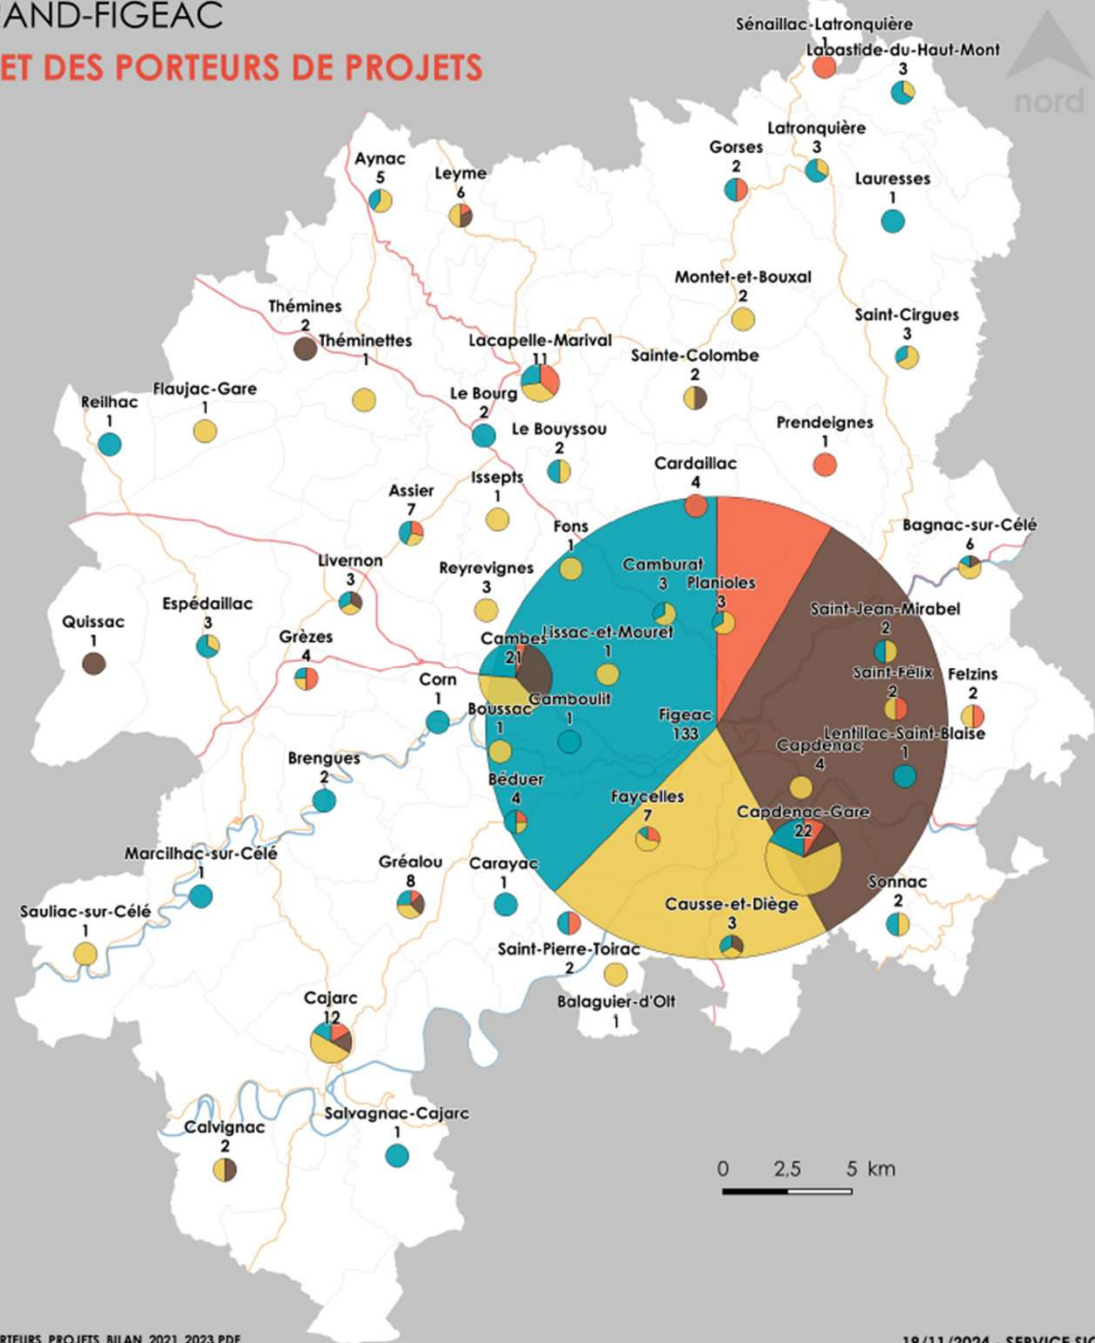 RAND-FIGEAC
ET DES PORTEURS DE PROJETS
nord
Sénaillac-Latronquière
1
Labastide-du-Haut-Mont
3
Latronquière
3
Gorses
2
Lauresses
1
Aynac
5
Leyme
6
Montet-et-Bouxal
2
Saint-Cirgues
3
Thémines
2
Théminettes
1
Lacapelle-Marival
11
Sainte-Colombe
2
Flaujac-Gare
1
Reilhac
1
Le Bourg
2
Le Bouyssou
2
Prendeignes
1
Cardaillac
4
Issepts
1
Assier
7
Fons
1
Bagnac-sur-Célé
6
Livernon
3
Reyrevignes
3
Camburat
3
Planioles
3
Espédaillac
3
Saint-Jean-Mirabel
2
Quissac
1
Grèzes
4
Cambes
21
Lissac-et-Mouret
1
Saint-Félix
2
Felzins
2
Corn
1
Boussac
1
Camboulit
1
Figeac
133
Lentillac-Saint-Blaise
1
Capdenac
4
Brengues
2
Béduer
4
Faycelles
7
Capdenac-Gare
22
Marcilhac-sur-Célé
1
Gréalou
8
Carayac
1
Sonnac
2
Sauliac-sur-Célé
1
Causse-et-Diège
3
Saint-Pierre-Toirac
2
Balaguier-d'Olt
1
Cajarc
12
Salvagnac-Cajarc
1
Calvignac
2
0 2,5 5 km
RTEURS_PROJETS_BILAN_2021_2023.PDF
18/11/2024 - SERVICE SIG